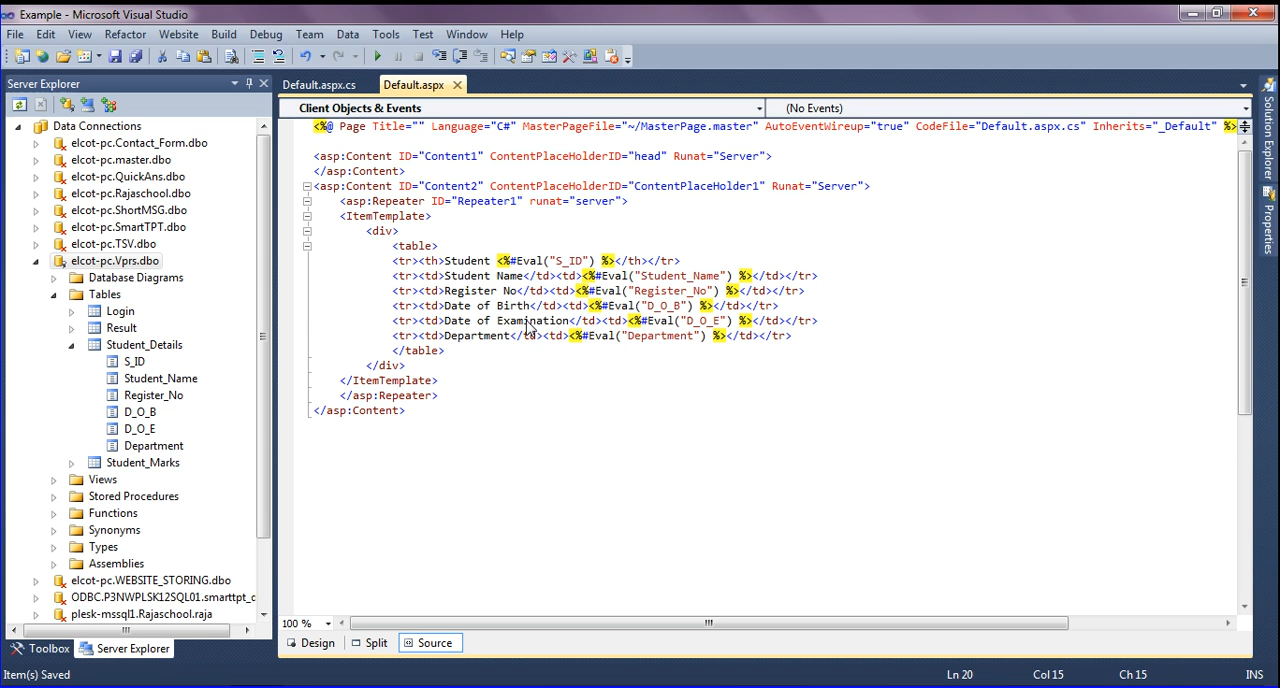 Example - Microsoft Visual Studio
File Edit View Refactor Website Build Debug Team Data Tools Test Window Help
Server Explorer
Default.aspx.cs Default.aspx
Client Objects & Events (No Events)
Data Connections
elcot-pc.Contact_Form.dbo
elcot-pc.master.dbo
elcot-pc.QuickAns.dbo
elcot-pc.Rajaschool.dbo
elcot-pc.ShortMSG.dbo
elcot-pc.SmartTPT.dbo
elcot-pc.TSV.dbo
elcot-pc.Vprs.dbo
Database Diagrams
Tables
Login
Result
Student_Details
S_ID
Student_Name
Register_No
D_O_B
D_O_E
Department
Student_Marks
Views
Stored Procedures
Functions
Synonyms
Types
Assemblies
elcot-pc.WEBSITE_STORING.dbo
ODBC.P3NWPLSK12SQL01.smarttpt_c
plesk-mssql1.Rajaschool.raja
<%@ Page Title="" Language="C#" MasterPageFile="~/MasterPage.master" AutoEventWireup="true" CodeFile="Default.aspx.cs" Inherits="_Default" %>
<asp:Content ID="Content1" ContentPlaceHolderID="head" Runat="Server">
</asp:Content>
<asp:Content ID="Content2" ContentPlaceHolderID="ContentPlaceHolder1" Runat="Server">
<asp:Repeater ID="Repeater1" runat="server">
<ItemTemplate>
<div>
<table>
<tr><th>Student <%#Eval("S_ID") %></th></tr>
<tr><td>Student Name</td><td><%#Eval("Student_Name") %></td></tr>
<tr><td>Register No</td><td><%#Eval("Register_No") %></td></tr>
<tr><td>Date of Birth</td><td><%#Eval("D_O_B") %></td></tr>
<tr><td>Date of Examination</td><td><%#Eval("D_O_E") %></td></tr>
<tr><td>Department</td><td><%#Eval("Department") %></td></tr>
</table>
</div>
</ItemTemplate>
</asp:Repeater>
</asp:Content>
Solution Explorer
Properties
100 %
Design Split Source
Toolbox Server Explorer
Item(s) Saved Ln 20 Col 15 Ch 15 INS